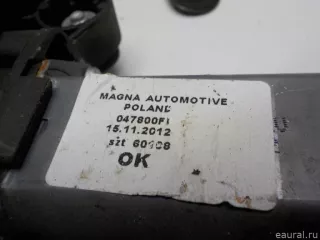 MAGNA AUTOMOTIVE
POLAND
047800FI
15.11.2012
szt 60108
OK
eaural.ru